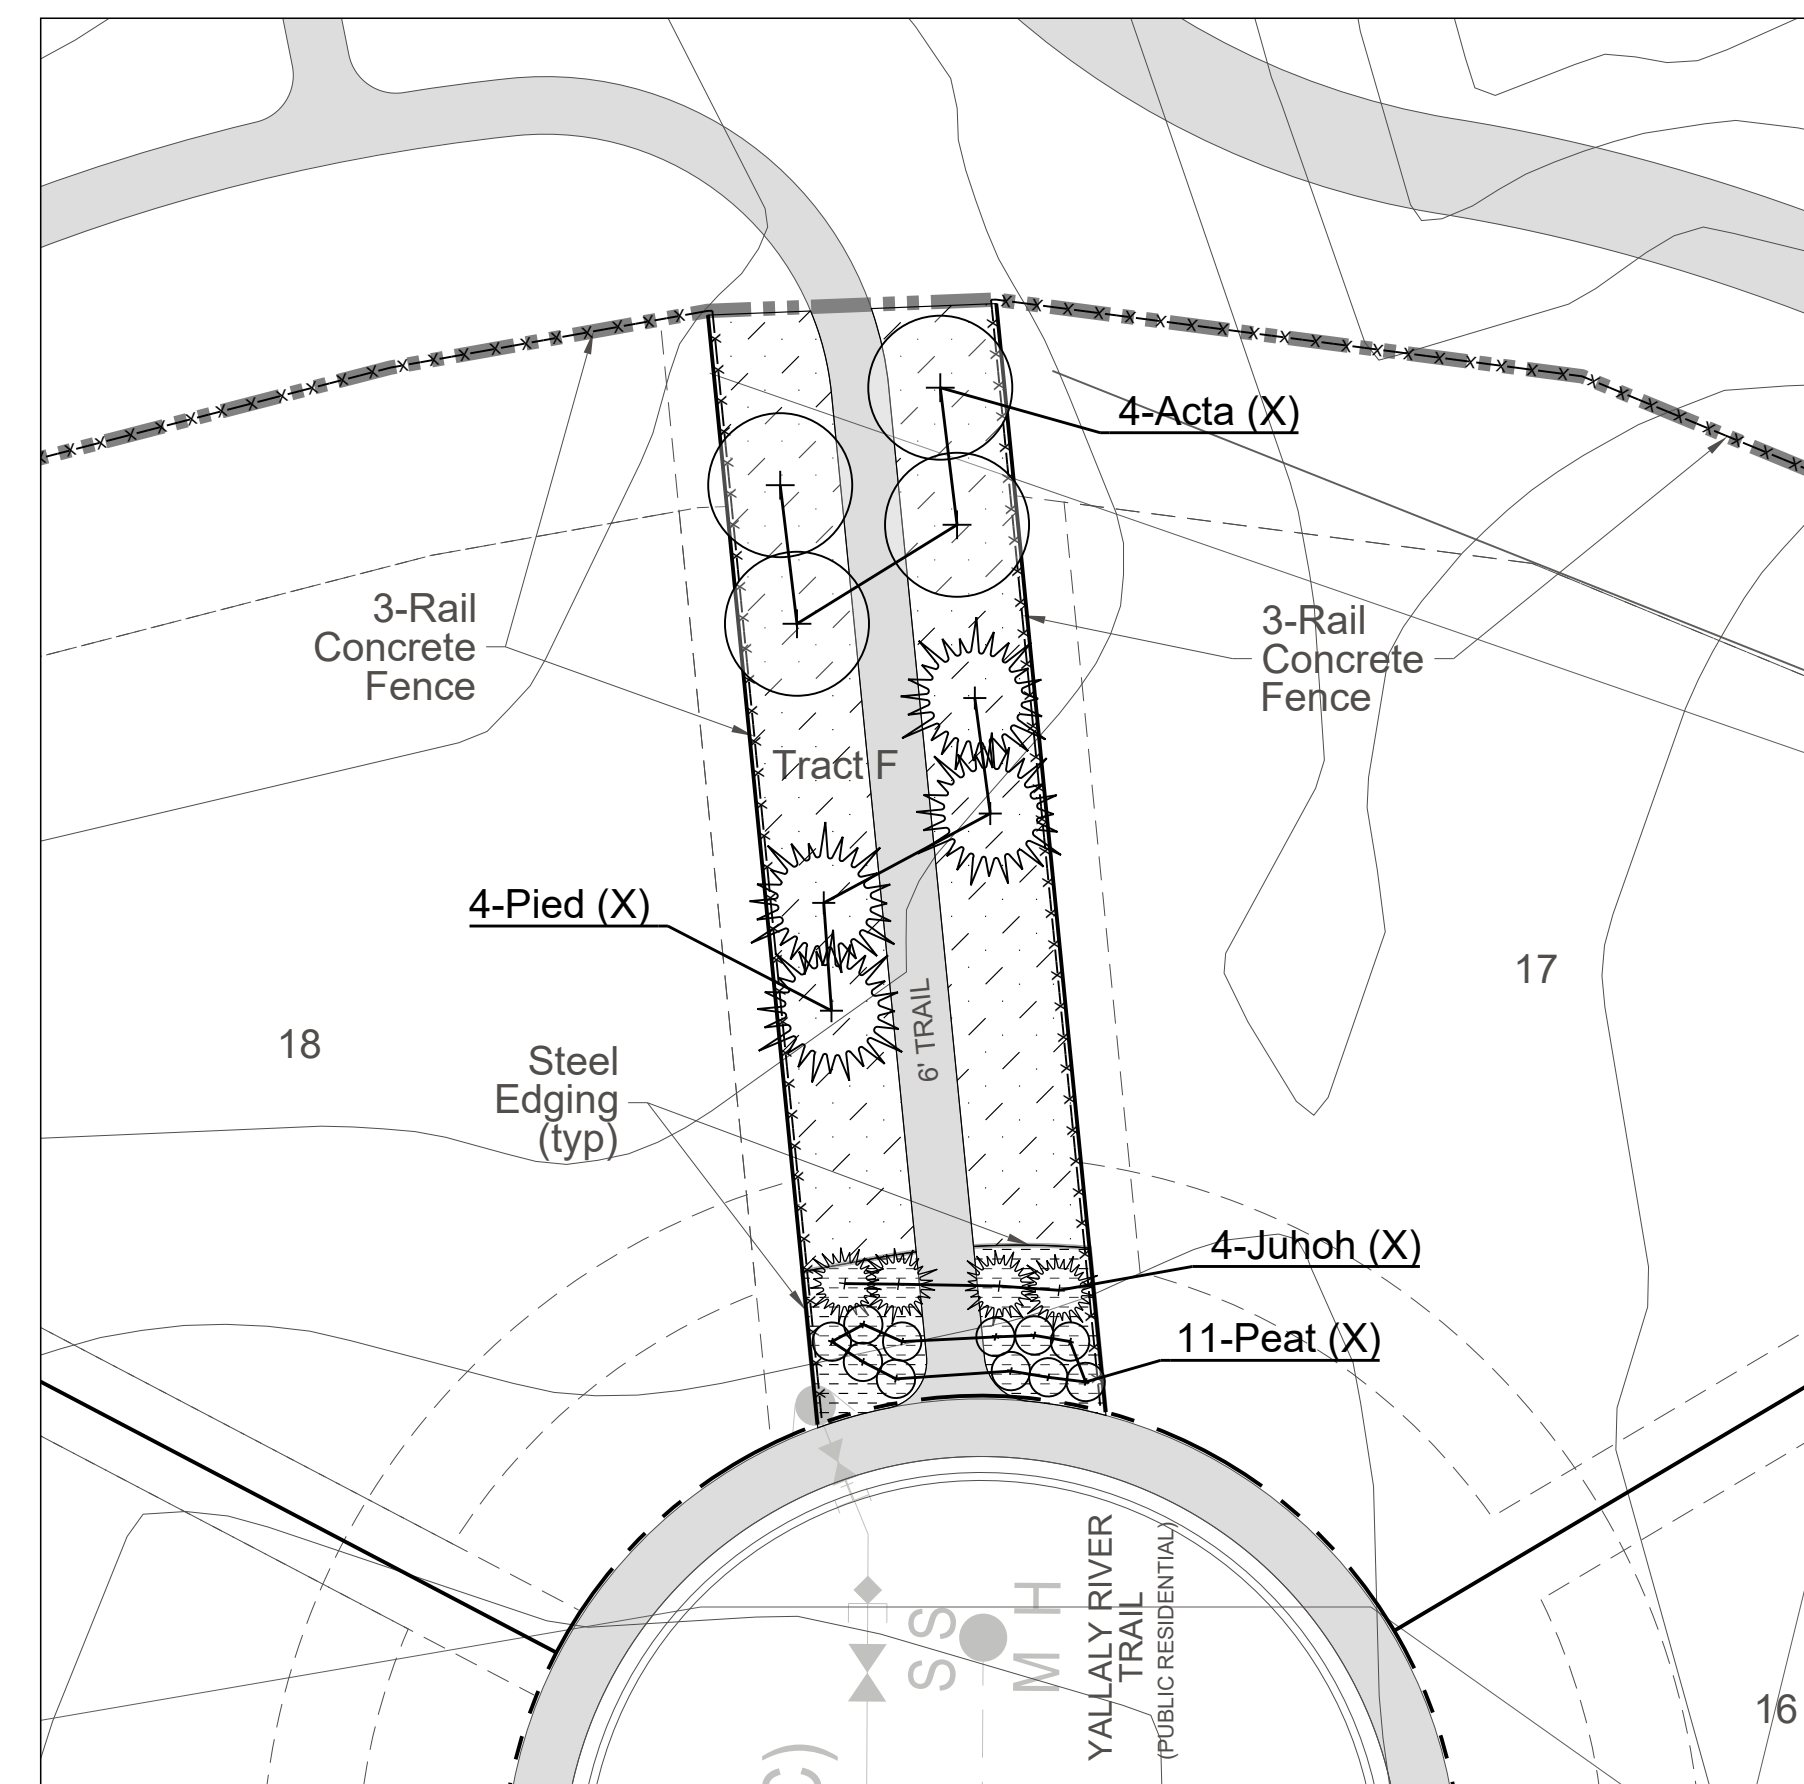 4-Acta (X)
3-Rail
Concrete
Fence
3-Rail
Concrete
Fence
Tract F
4-Pied (X)
17
18
6' TRAIL
Steel
Edging
(typ)
4-Juhoh (X)
11-Peat (X)
YALLALY RIVER
TRAIL
(PUBLIC RESIDENTIAL)
SS
MH
16
C)